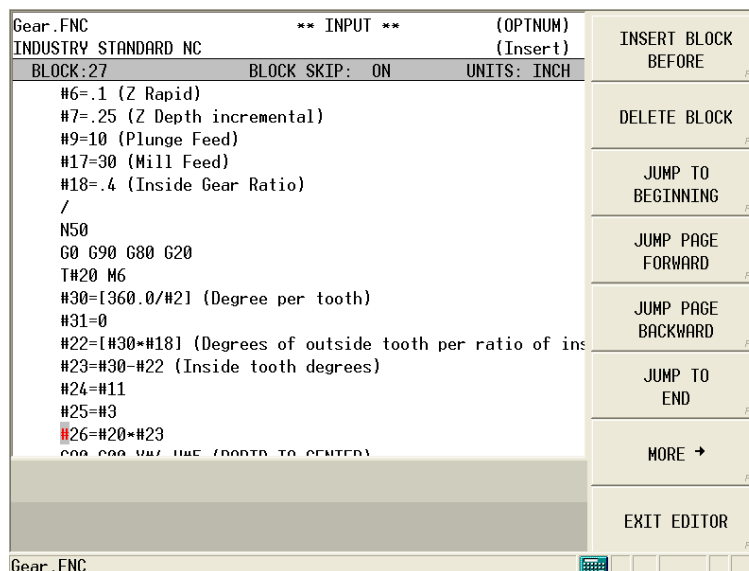 Gear.FNC ** INPUT ** (OPTNUM)
INDUSTRY STANDARD NC (Insert)
BLOCK:27 BLOCK SKIP: ON UNITS: INCH
#6=.1 (Z Rapid)
#7=.25 (Z Depth incremental)
#9=10 (Plunge Feed)
#17=30 (Mill Feed)
#18=.4 (Inside Gear Ratio)
/
N50
G0 G90 G80 G20
T#20 M6
#30=[360.0/#2] (Degree per tooth)
#31=0
#22=[#30*#18] (Degrees of outside tooth per ratio of ins
#23=#30-#22 (Inside tooth degrees)
#24=#11
#25=#3
#26=#20*#23
INSERT BLOCK
BEFORE
DELETE BLOCK
JUMP TO
BEGINNING
JUMP PAGE
FORWARD
JUMP PAGE
BACKWARD
JUMP TO
END
MORE →
EXIT EDITOR
Gear.FNC